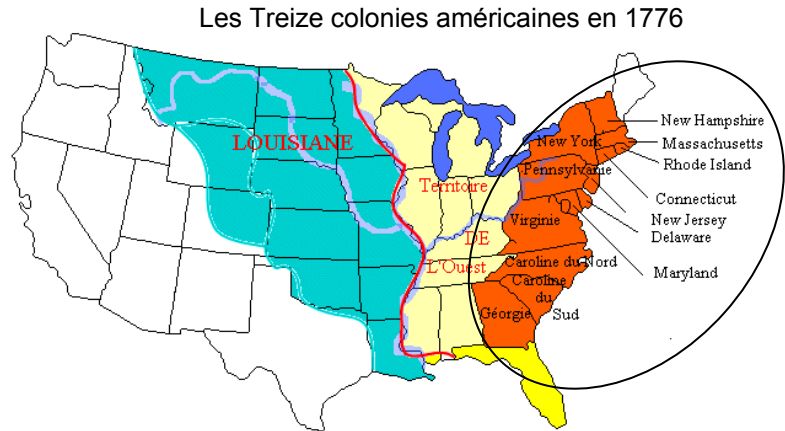 Les Treize colonies américaines en 1776
LOUISIANE
Territoire
DE
L'Ouest
New York
Pennsylvanie
Virginie
D
Caroline du Nord
Caroline
du
Sud
Géorgie
New Hampshire
Massachusetts
Rhode Island
Connecticut
New Jersey
Delaware
Maryland